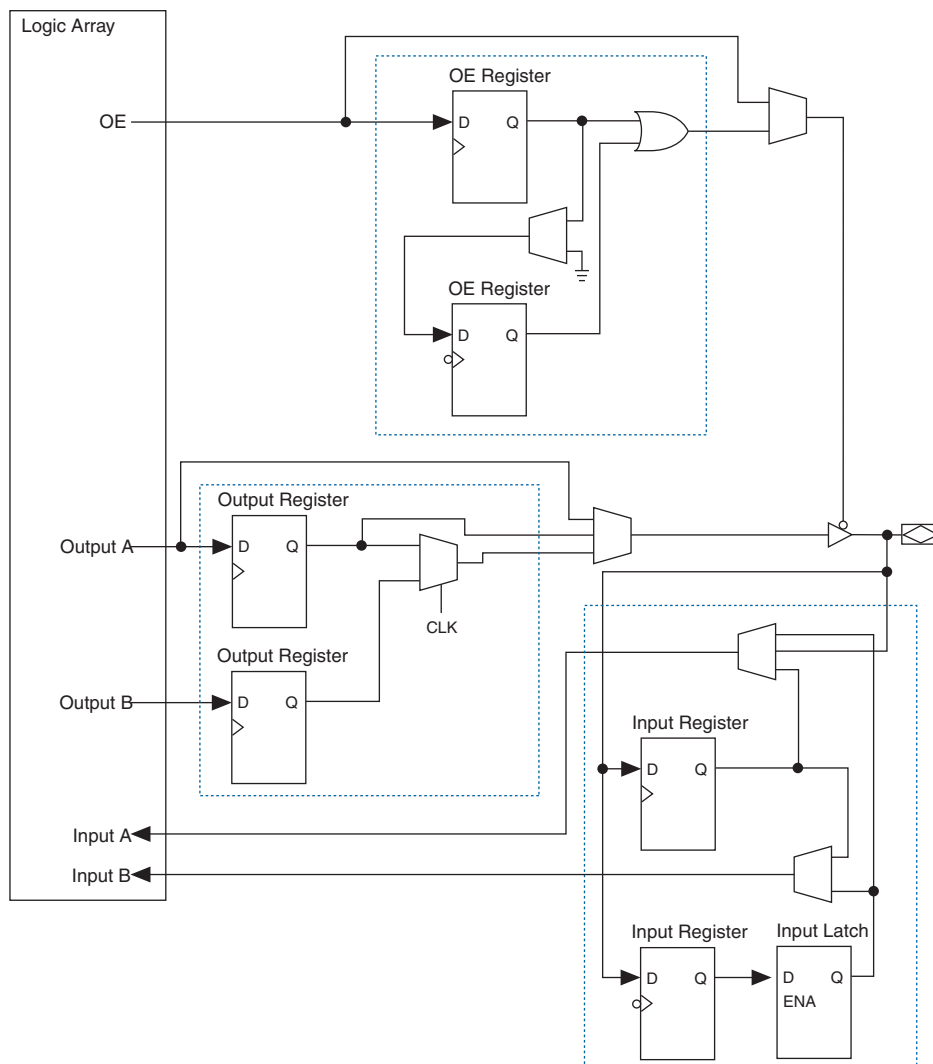 Logic Array
OE Register
OE
D Q
OE Register
D Q
Output Register
Output A
D Q
CLK
Output Register
Output B
D Q
Input Register
D Q
Input A
Input B
Input Register
Input Latch
D Q
D Q
ENA